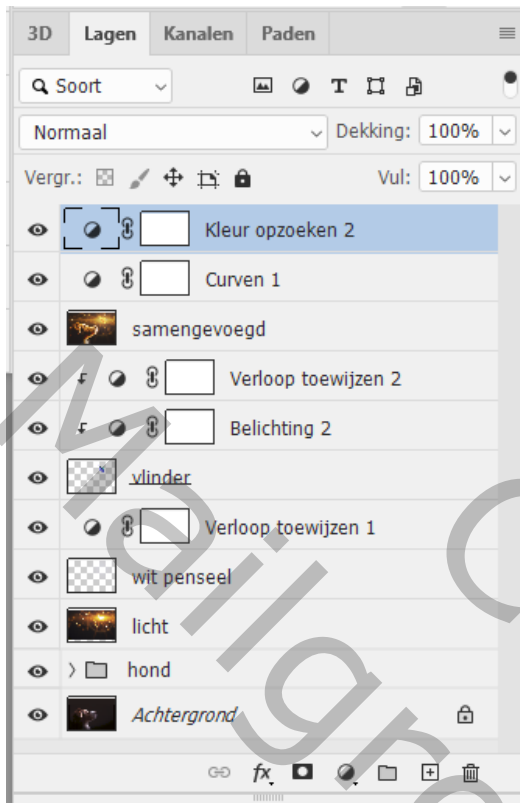 3D Lagen Kanalen Paden
Soort T
Normaal Dekking: 100%
Vergr.: Vul: 100%
Kleur opzoeken 2
Curven 1
samengevoegd
Verloop toewijzen 2
Belichting 2
vlinder
Verloop toewijzen 1
wit penseel
licht
hond
Achtergrond
fx